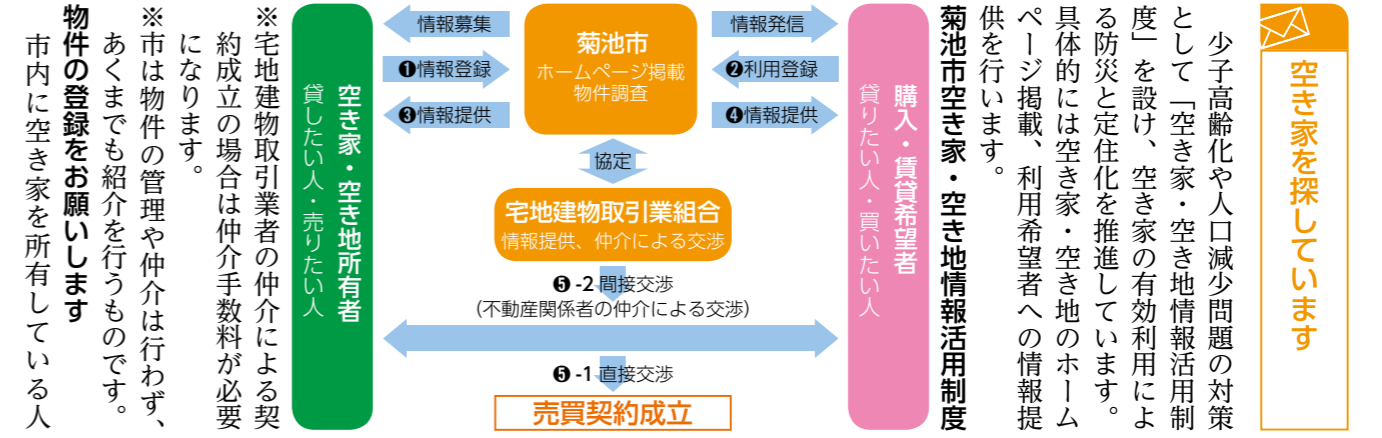 空き家を探しています
少子高齢化や人口減少問題の対策
として「空き家・空き地情報活用制
度」を設け、空き家の有効利用によ
る防災と定住化を推進しています。
具体的には空き家・空き地のホーム
ページ掲載、利用希望者への情報提
供を行います。
菊池市空き家・空き地情報活用制度
購入・賃貸希望者
貸りたい人・買いたい人
情報発信
❷利用登録
❹情報提供
菊池市
ホームページ掲載
物件調査
情報募集
❶情報登録
❸情報提供
協定
宅地建物取引業組合
情報提供、仲介による交渉
❺-2 間接交渉
(不動産関係者の仲介による交渉)
❺-1 直接交渉
売買契約成立
空き家・空き地所有者
貸したい人・売りたい人
※宅地建物取引業者の仲介による契
約成立の場合は仲介手数料が必要
になります。
※市は物件の管理や仲介は行わず、
あくまでも紹介を行うものです。
物件の登録をお願いします
市内に空き家を所有している人